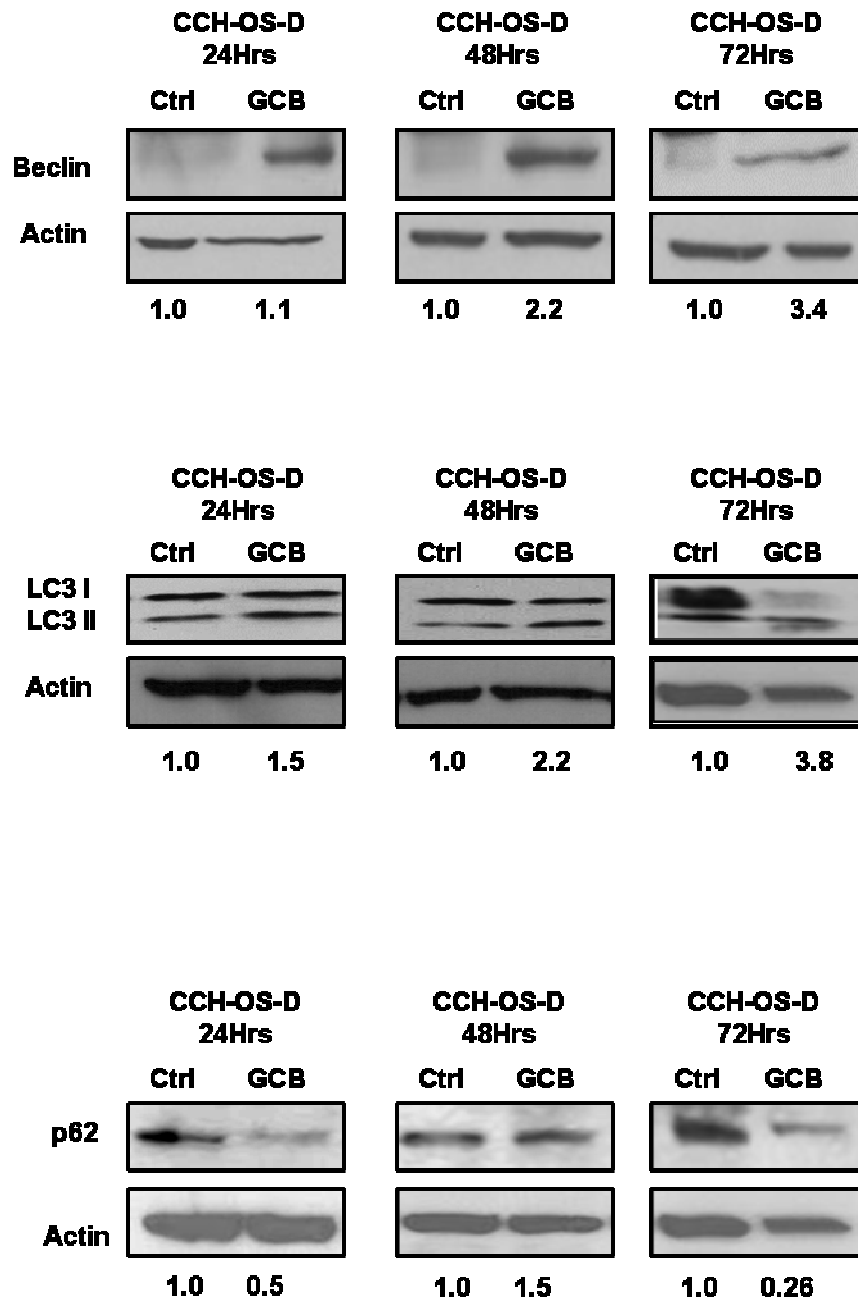 CCH-OS-D CCH-OS-D CCH-OS-D
24Hrs 48Hrs 72Hrs
Ctrl GCB Ctrl GCB Ctrl GCB
Beclin
Actin
1.0 1.1 1.0 2.2 1.0 3.4
CCH-OS-D CCH-OS-D CCH-OS-D
24Hrs 48Hrs 72Hrs
Ctrl GCB Ctrl GCB Ctrl GCB
LC3 I
LC3 II
Actin
1.0 1.5 1.0 2.2 1.0 3.8
CCH-OS-D CCH-OS-D CCH-OS-D
24Hrs 48Hrs 72Hrs
Ctrl GCB Ctrl GCB Ctrl GCB
p62
Actin
1.0 0.5 1.0 1.5 1.0 0.26